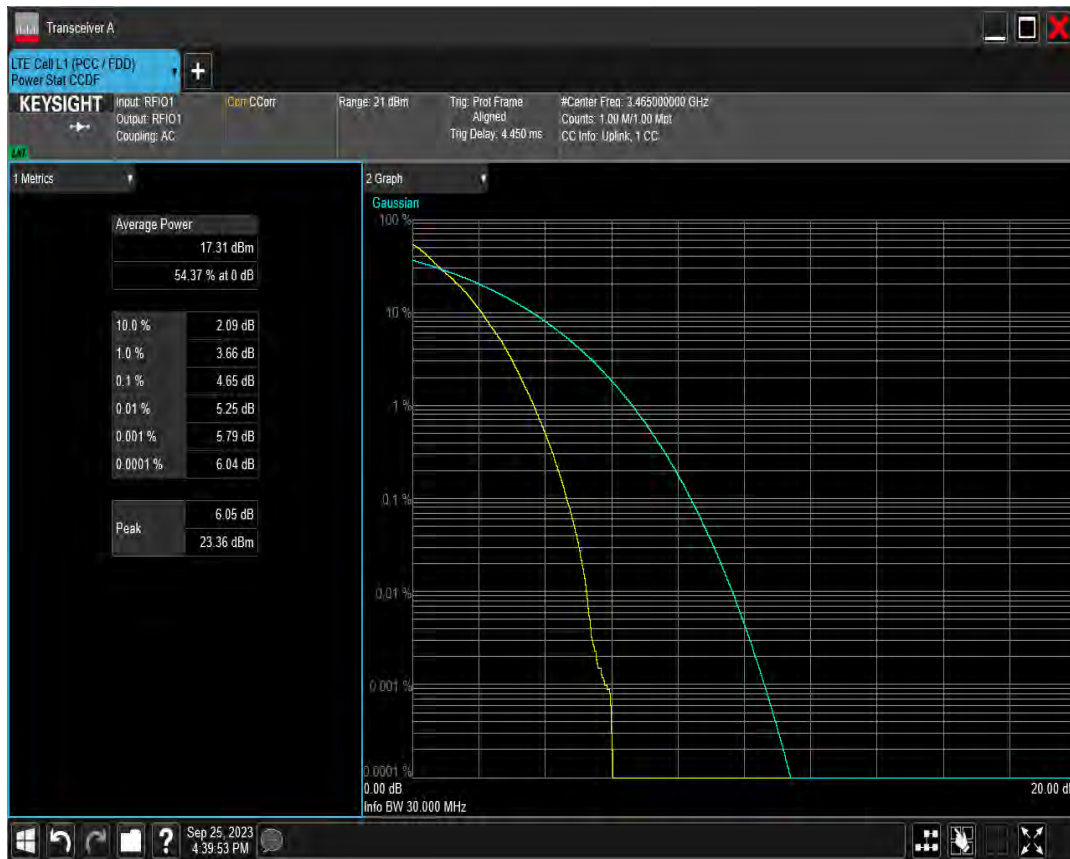 Transceiver A
LTE Cell L1 (PCC / FDD)
Power Stat CCDF
KEYSIGHT
Input: RFIO1
Output: RFIO1
Coupling: AC
Corr CCorr
Range: 21 dBm
Trig: Prot Frame
Aligned
Trig Delay: 4.450 ms
#Center Freq: 3.465000000 GHz
Counts: 1.00 M/1.00 Mpt
CC Info: Uplink, 1 CC
1 Metrics
Average Power
17.31 dBm
54.37 % at 0 dB
10.0 % 2.09 dB
1.0 % 3.66 dB
0.1 % 4.65 dB
0.01 % 5.25 dB
0.001 % 5.79 dB
0.0001 % 6.04 dB
Peak
6.05 dB
23.36 dBm
2 Graph
Gaussian
100 %
10 %
1 %
0.1 %
0.01 %
0.001 %
0.0001 %
0.00 dB
20.00 d
Info BW 30.000 MHz
?
Sep 25, 2023
4:39:53 PM